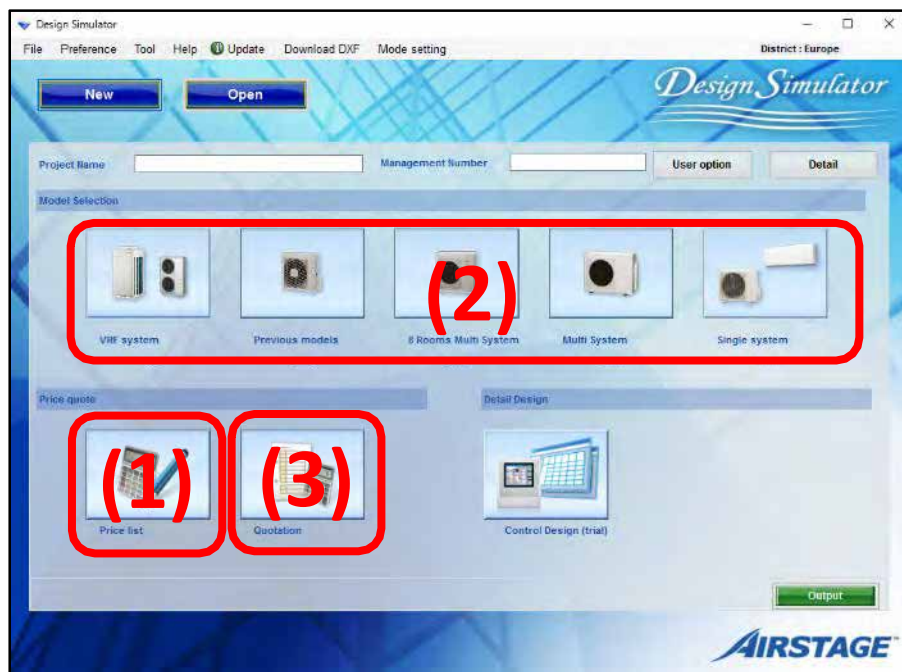 Design Simulator
File Preference Tool Help Update Download DXF Mode setting District : Europe
New Open Design Simulator
Project Name Management Number User option Detail
Model Selection
(2)
VRF system Previous models 8 Rooms Multi System Multi System Single system
Price quote Detail Design
(1) (3)
Price list Quotation Control Design (trial)
Output
AIRSTAGE